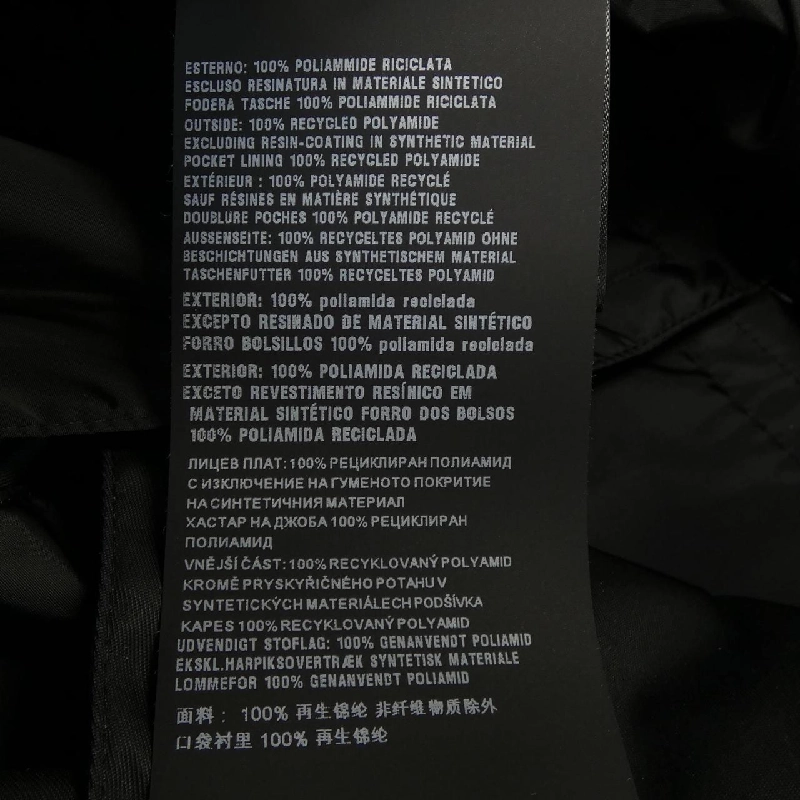 ESTERNO: 100% POLIAMMIDE RICICLATA
ESCLUSO RESINATURA IN MATERIALE SINTETICO
FODERA TASCHE 100% POLIAMMIDE RICICLATA
OUTSIDE: 100% RECYCLED POLYAMIDE
EXCLUDING RESIN-COATING IN SYNTHETIC MATERIAL
POCKET LINING 100% RECYCLED POLYAMIDE
EXTÉRIEUR : 100% POLYAMIDE RECYCLÉ
SAUF RÉSINES EN MATIÈRE SYNTHÉTIQUE
DOUBLURE POCHES 100% POLYAMIDE RECYCLÉ
AUSSENSEITE: 100% RECYCELTES POLYAMID OHNE
BESCHICHTUNGEN AUS SYNTHETISCHEM MATERIAL
TASCHENFUTTER 100% RECYCELTES POLYAMID
EXTERIOR: 100% poliamida reciclada
EXCEPTO RESINADO DE MATERIAL SINTÉTICO
FORRO BOLSILLOS 100% poliamida reciclada
EXTERIOR: 100% POLIAMIDA RECICLADA
EXCETO REVESTIMENTO RESÍNICO EM
MATERIAL SINTÉTICO FORRO DOS BOLSOS
100% POLIAMIDA RECICLADA
ЛИЦЕВ ПЛАТ: 100% РЕЦИКЛИРАН ПОЛИАМИД
С ИЗКЛЮЧЕНИЕ НА ГУМЕНОТО ПОКРИТИЕ
НА СИНТЕТИЧНИЯ МАТЕРИАЛ
ХАСТАР НА ДЖОБА 100% РЕЦИКЛИРАН
ПОЛИАМИД
VNĚJŠÍ ČÁST: 100% RECYKLOVANÝ POLYAMID
KROMĚ PRYSKYŘIČNÉHO POTAHU V
SYNTETICKÝCH MATERIÁLECH PODŠÍVKA
KAPES 100% RECYKLOVANÝ POLYAMID
UDVENDIGT STOFLAG: 100% GENANVENDT POLIAMID
EKSKL.HARPIKSOVERTRÆK SYNTETISK MATERIALE
LOMMEFOR 100% GENANVENDT POLIAMID
面料： 100% 再生锦纶 非纤维物质除外
口袋衬里 100% 再生锦纶